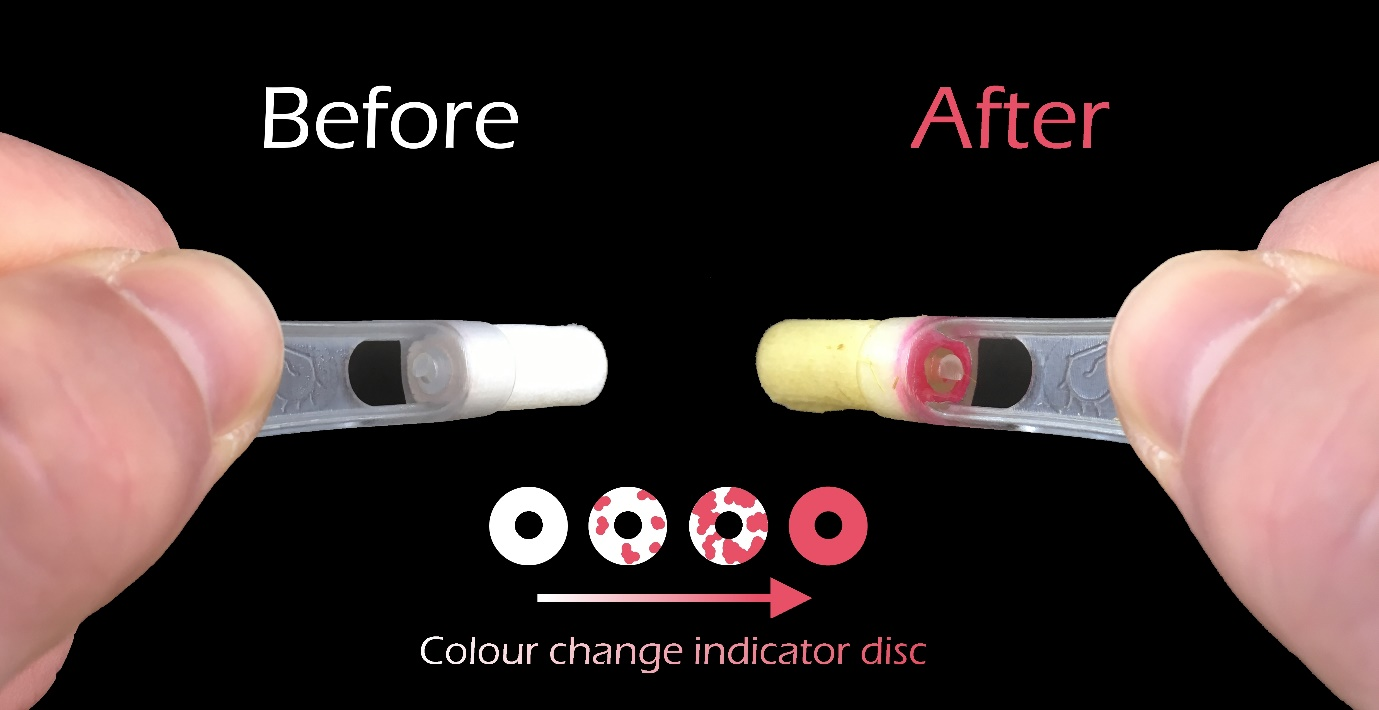 Before
After
Colour change indicator disc